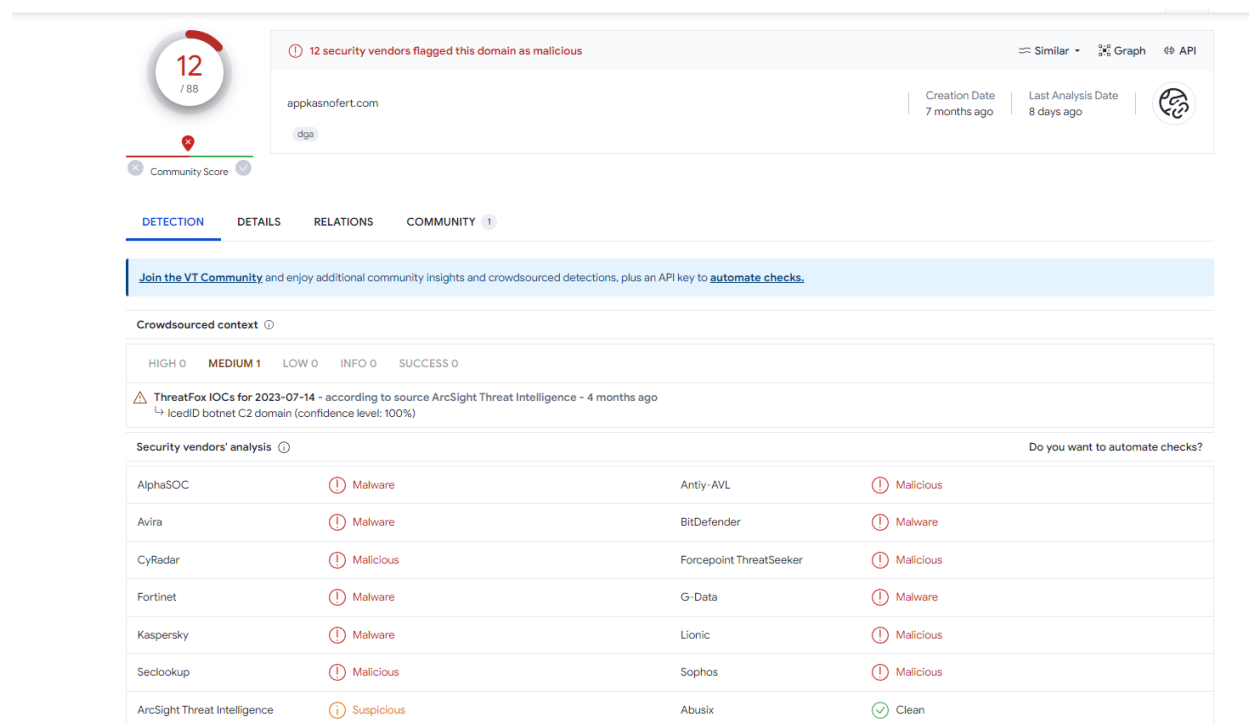 12
/ 88
Community Score
12 security vendors flagged this domain as malicious
Similar
Graph
API
appkasnofert.com
dga
Creation Date
7 months ago
Last Analysis Date
8 days ago
DETECTION DETAILS RELATIONS COMMUNITY 1
Join the VT Community and enjoy additional community insights and crowdsourced detections, plus an API key to automate checks.
Crowdsourced context
HIGH 0 MEDIUM 1 LOW 0 INFO 0 SUCCESS 0
ThreatFox IOCs for 2023-07-14 - according to source ArcSight Threat Intelligence - 4 months ago
IcedID botnet C2 domain (confidence level: 100%)
Security vendors' analysis Do you want to automate checks?
AlphaSOC Malware Antiy-AVL Malicious
Avira Malware BitDefender Malware
CyRadar Malicious Forcepoint ThreatSeeker Malicious
Fortinet Malware G-Data Malware
Kaspersky Malware Lionic Malicious
Seclookup Malicious Sophos Malicious
ArcSight Threat Intelligence Suspicious Abusix Clean